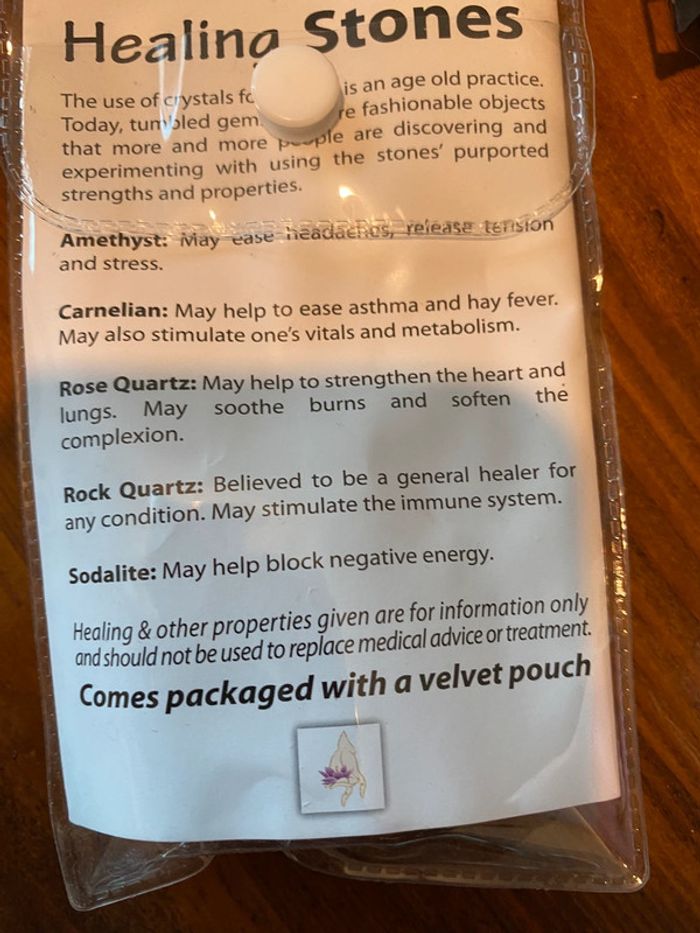 Healing Stones
The use of crystals is an age old practice.
Today, tumbled gem fashionable objects
that more and more people are discovering and
experimenting with using the stones’ purported
strengths and properties.
Amethyst: May ease headaches, release tension
and stress.
Carnelian: May help to ease asthma and hay fever.
May also stimulate one’s vitals and metabolism.
Rose Quartz: May help to strengthen the heart and
lungs. May soothe burns and soften the
complexion.
Rock Quartz: Believed to be a general healer for
any condition. May stimulate the immune system.
Sodalite: May help block negative energy.
Healing & other properties given are for information only
and should not be used to replace medical advice or treatment.
Comes packaged with a velvet pouch